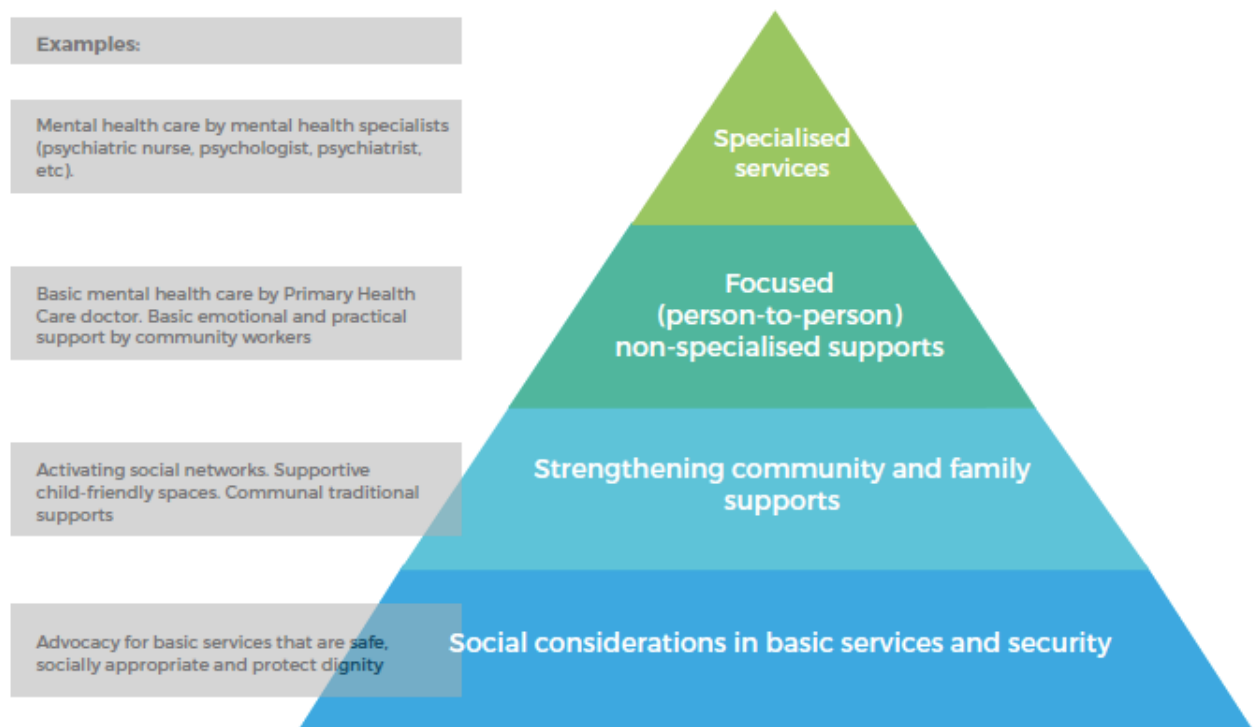 Examples:
Mental health care by mental health specialists
(psychiatric nurse, psychologist, psychiatrist,
etc).
Specialised
services
Basic mental health care by Primary Health
Care doctor. Basic emotional and practical
support by community workers
Focused
(person-to-person)
non-specialised supports
Activating social networks. Supportive
child-friendly spaces. Communal traditional
supports
Strengthening community and family
supports
Advocacy for basic services that are safe,
socially appropriate and protect dignity
Social considerations in basic services and security